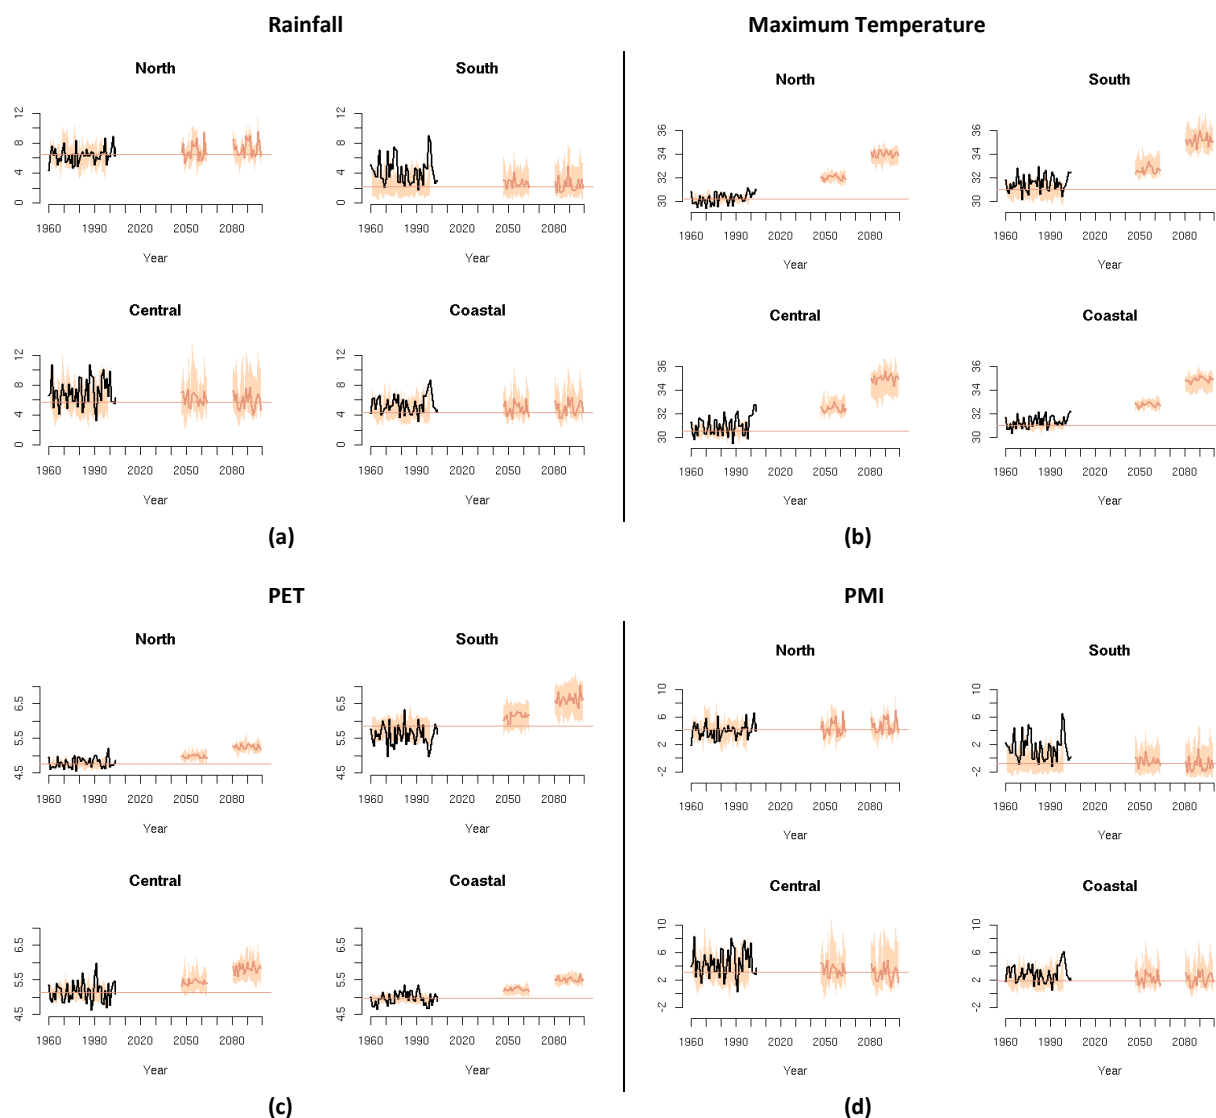 Rainfall
Maximum Temperature
North
South
0 4 8 12
1960 1990 2020 2050 2080
Year
0 4 8 12
1960 1990 2020 2050 2080
Year
Central
Coastal
0 4 8 12
1960 1990 2020 2050 2080
Year
0 4 8 12
1960 1990 2020 2050 2080
Year
(a)
North
South
30 32 34 36
1960 1990 2020 2050 2080
Year
30 32 34 36
1960 1990 2020 2050 2080
Year
Central
Coastal
30 32 34 36
1960 1990 2020 2050 2080
Year
30 32 34 36
1960 1990 2020 2050 2080
Year
(b)
PET
North
South
4.5 5.5 6.5
1960 1990 2020 2050 2080
Year
4.5 5.5 6.5
1960 1990 2020 2050 2080
Year
Central
Coastal
4.5 5.5 6.5
1960 1990 2020 2050 2080
Year
4.5 5.5 6.5
1960 1990 2020 2050 2080
Year
(c)
PMI
North
South
-2 2 6 10
1960 1990 2020 2050 2080
Year
-2 2 6 10
1960 1990 2020 2050 2080
Year
Central
Coastal
-2 2 6 10
1960 1990 2020 2050 2080
Year
-2 2 6 10
1960 1990 2020 2050 2080
Year
(d)